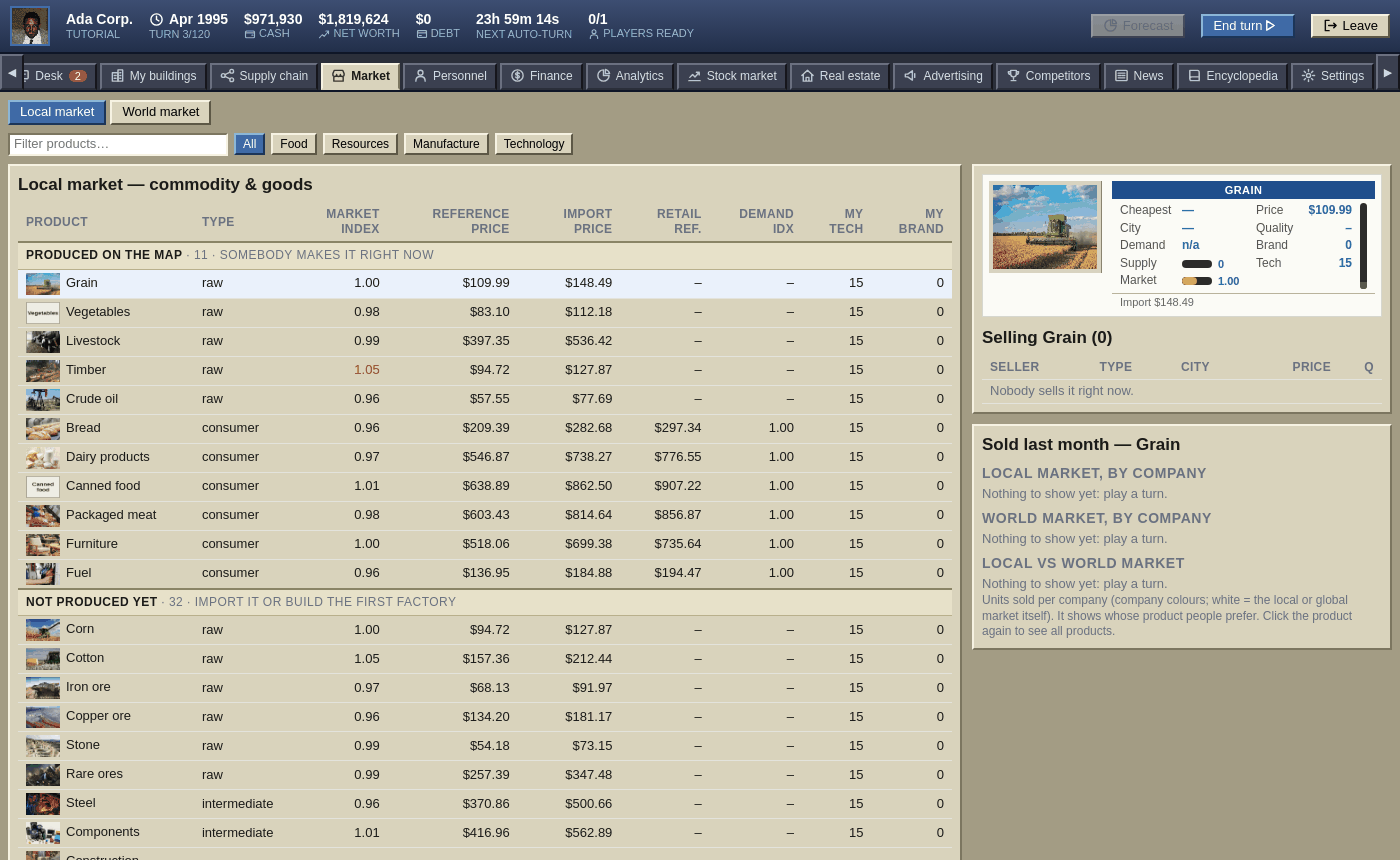 Ada Corp.
TUTORIAL
Apr 1995
TURN 3/120
$971,930
CASH
$1,819,624
NET WORTH
$0
DEBT
23h 59m 14s
NEXT AUTO-TURN
0/1
PLAYERS READY
Forecast
End turn
Leave
Desk 2
My buildings
Supply chain
Market
Personnel
Finance
Analytics
Stock market
Real estate
Advertising
Competitors
News
Encyclopedia
Settings
Local market
World market
Filter products…
All
Food
Resources
Manufacture
Technology
Local market — commodity & goods
PRODUCT TYPE MARKET INDEX REFERENCE PRICE IMPORT PRICE RETAIL REF. DEMAND IDX MY TECH MY BRAND
PRODUCED ON THE MAP · 11 · SOMEBODY MAKES IT RIGHT NOW
Grain raw 1.00 $109.99 $148.49 – – 15 0
Vegetables Vegetables raw 0.98 $83.10 $112.18 – – 15 0
Livestock raw 0.99 $397.35 $536.42 – – 15 0
Timber raw 1.05 $94.72 $127.87 – – 15 0
Crude oil raw 0.96 $57.55 $77.69 – – 15 0
Bread consumer 0.96 $209.39 $282.68 $297.34 1.00 15 0
Dairy products consumer 0.97 $546.87 $738.27 $776.55 1.00 15 0
Canned food Canned food consumer 1.01 $638.89 $862.50 $907.22 1.00 15 0
Packaged meat consumer 0.98 $603.43 $814.64 $856.87 1.00 15 0
Furniture consumer 1.00 $518.06 $699.38 $735.64 1.00 15 0
Fuel consumer 0.96 $136.95 $184.88 $194.47 1.00 15 0
NOT PRODUCED YET · 32 · IMPORT IT OR BUILD THE FIRST FACTORY
Corn raw 1.00 $94.72 $127.87 – – 15 0
Cotton raw 1.05 $157.36 $212.44 – – 15 0
Iron ore raw 0.97 $68.13 $91.97 – – 15 0
Copper ore raw 0.96 $134.20 $181.17 – – 15 0
Stone raw 0.99 $54.18 $73.15 – – 15 0
Rare ores raw 0.99 $257.39 $347.48 – – 15 0
Steel intermediate 0.96 $370.86 $500.66 – – 15 0
Components intermediate 1.01 $416.96 $562.89 – – 15 0
Construction
GRAIN
Cheapest — Price $109.99
City — Quality –
Demand n/a Brand 0
Supply 0 Tech 15
Market 1.00
Import $148.49
Selling Grain (0)
SELLER TYPE CITY PRICE Q
Nobody sells it right now.
Sold last month — Grain
LOCAL MARKET, BY COMPANY
Nothing to show yet: play a turn.
WORLD MARKET, BY COMPANY
Nothing to show yet: play a turn.
LOCAL VS WORLD MARKET
Nothing to show yet: play a turn.
Units sold per company (company colours; white = the local or global
market itself). It shows whose product people prefer. Click the product
again to see all products.